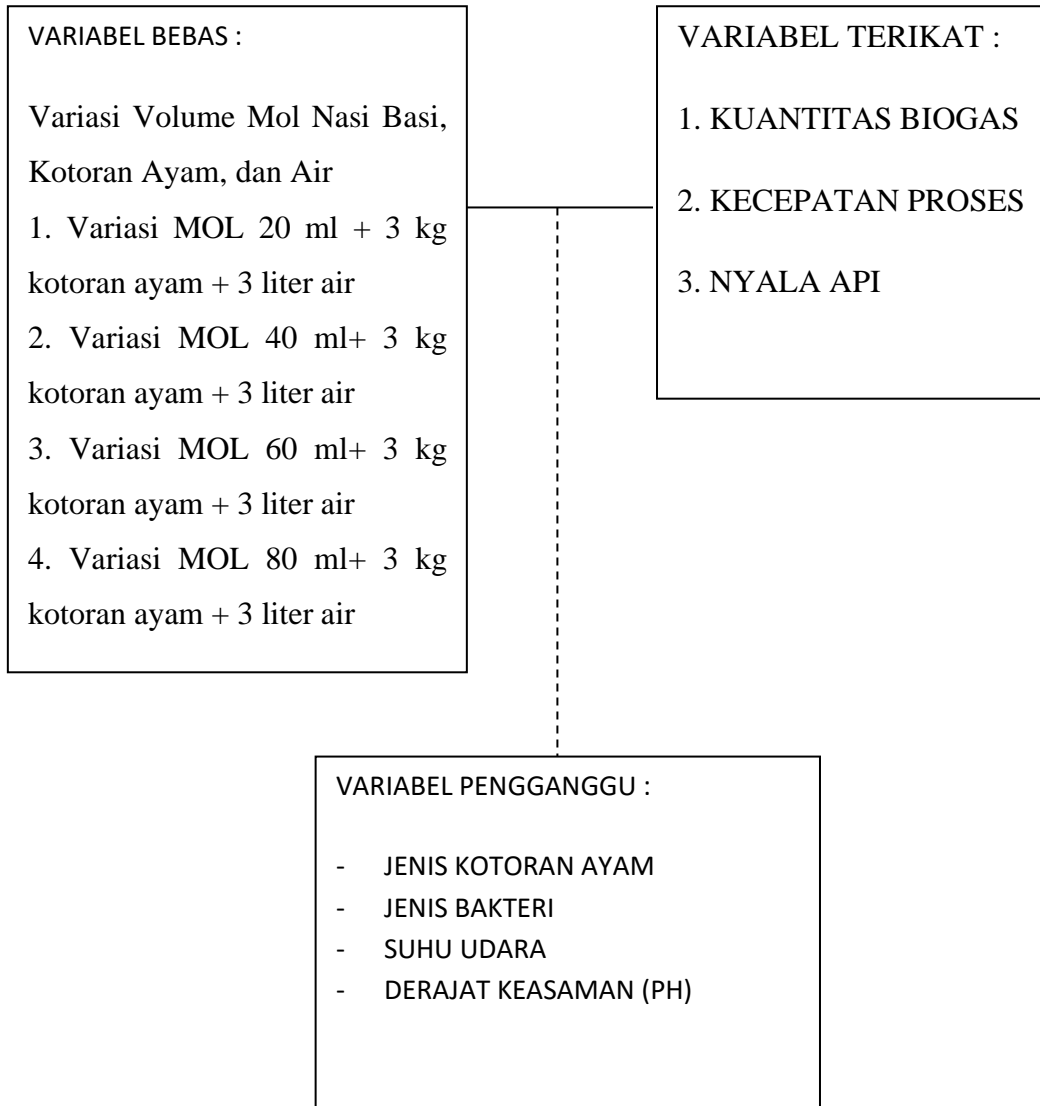 VARIABEL BEBAS :
Variasi Volume Mol Nasi Basi,
Kotoran Ayam, dan Air
1. Variasi MOL 20 ml + 3 kg
kotoran ayam + 3 liter air
2. Variasi MOL 40 ml+ 3 kg
kotoran ayam + 3 liter air
3. Variasi MOL 60 ml+ 3 kg
kotoran ayam + 3 liter air
4. Variasi MOL 80 ml+ 3 kg
kotoran ayam + 3 liter air
VARIABEL TERIKAT :
1. KUANTITAS BIOGAS
2. KECEPATAN PROSES
3. NYALA API
VARIABEL PENGGANGGU :
- JENIS KOTORAN AYAM
- JENIS BAKTERI
- SUHU UDARA
- DERAJAT KEASAMAN (PH)